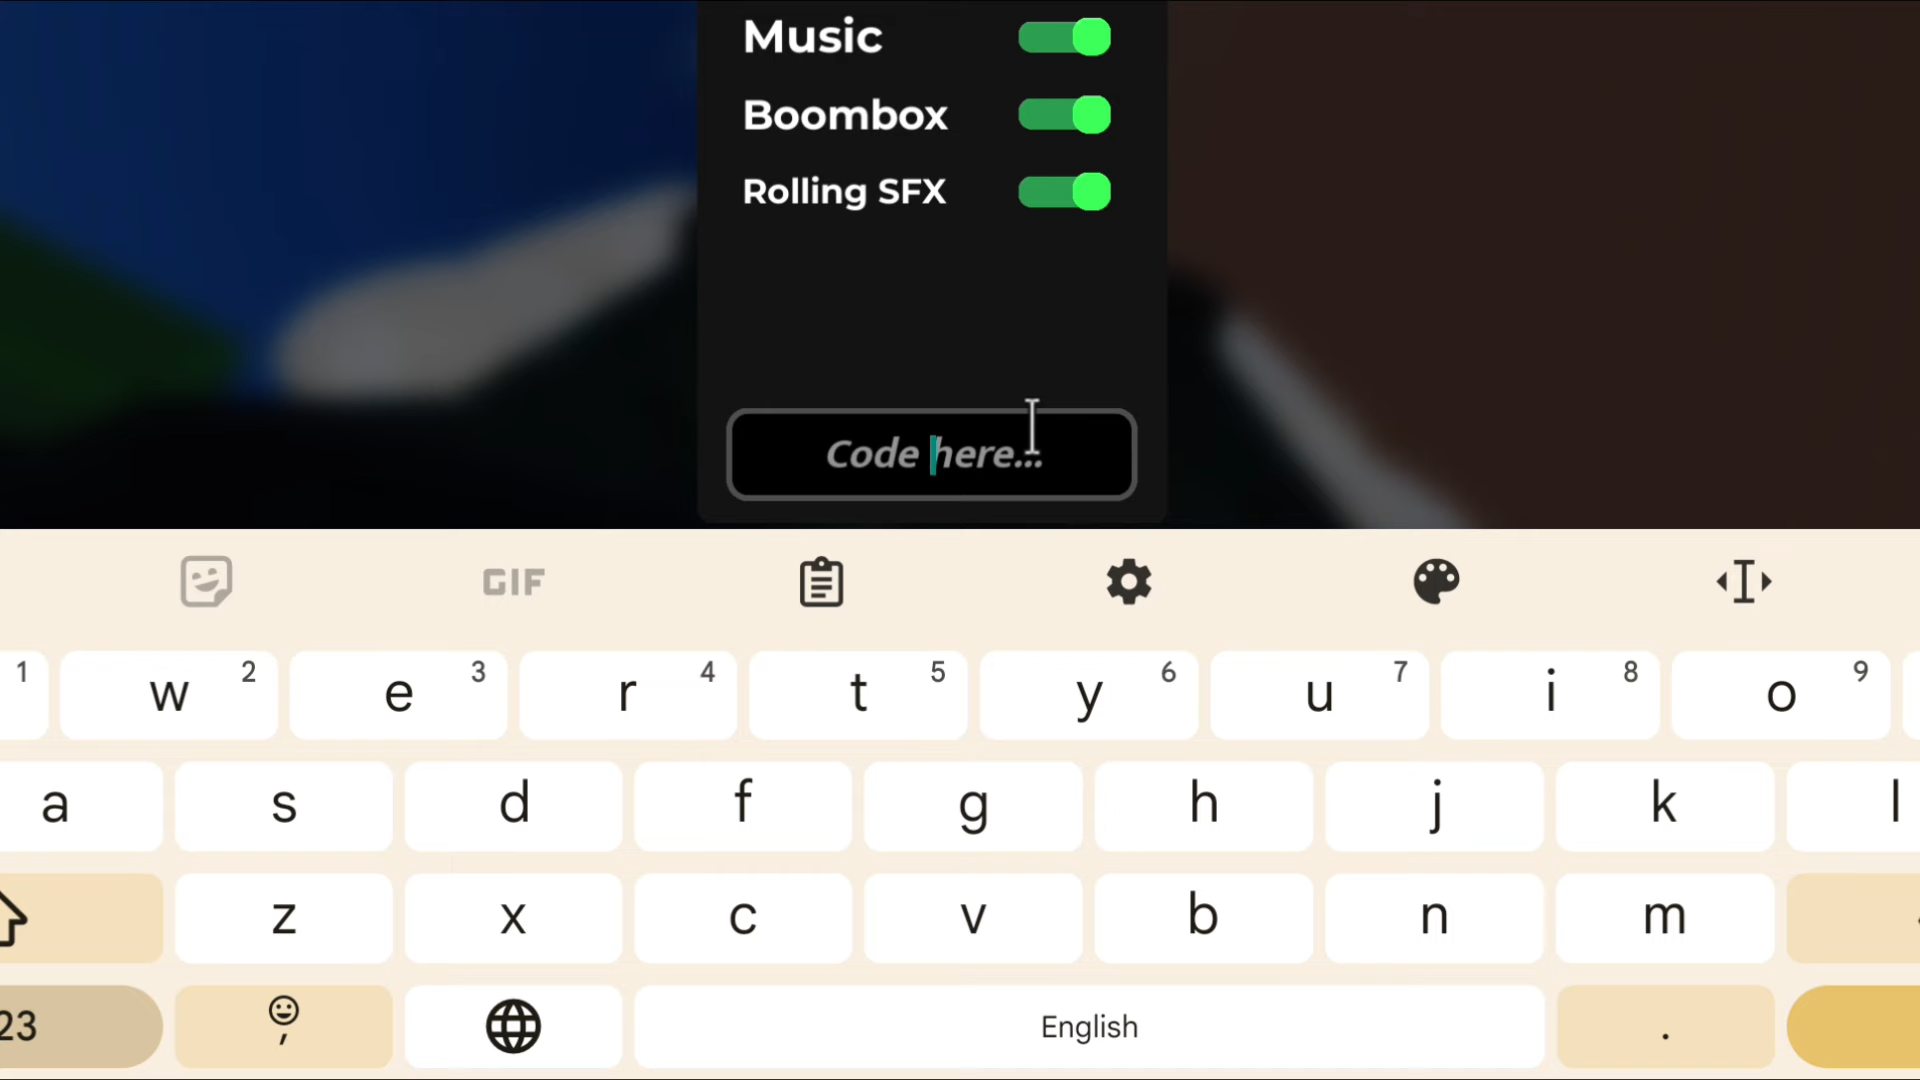 Music
Boombox
Rolling SFX
Code here...
GIF
1 w 2 e 3 r 4 t 5 y 6 u 7 i 8 o 9
a s d f g h j k l
z x c v b n m
23 , English .